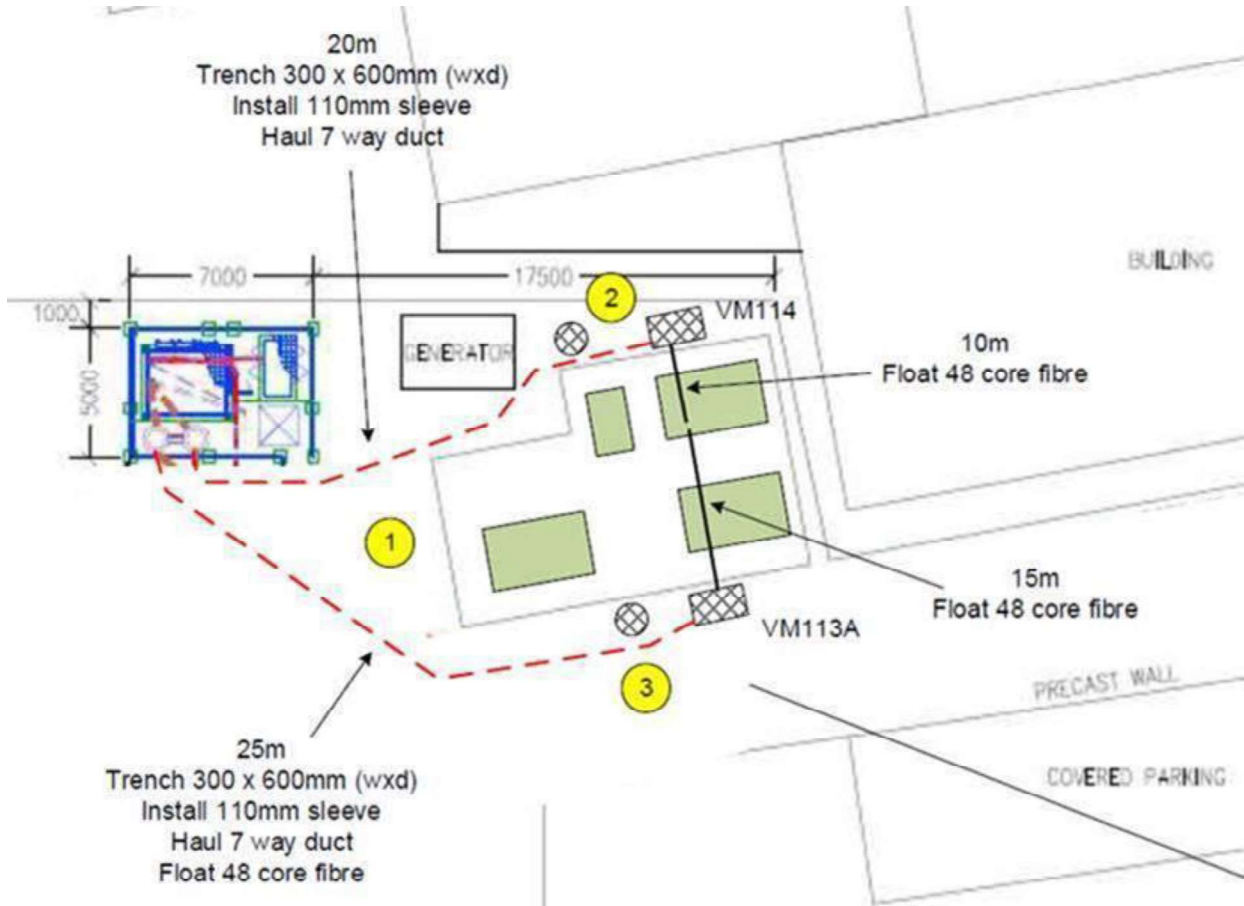 20m
Trench 300 x 600mm (wxd)
Install 110mm sleeve
Haul 7 way duct
7000
17500
BUILDING
1000
2
VM114
GENERATOR
10m
Float 48 core fibre
5000
1
15m
Float 48 core fibre
VM113A
3
PRECAST WALL
25m
Trench 300 x 600mm (wxd)
Install 110mm sleeve
Haul 7 way duct
Float 48 core fibre
COVERED PARKING